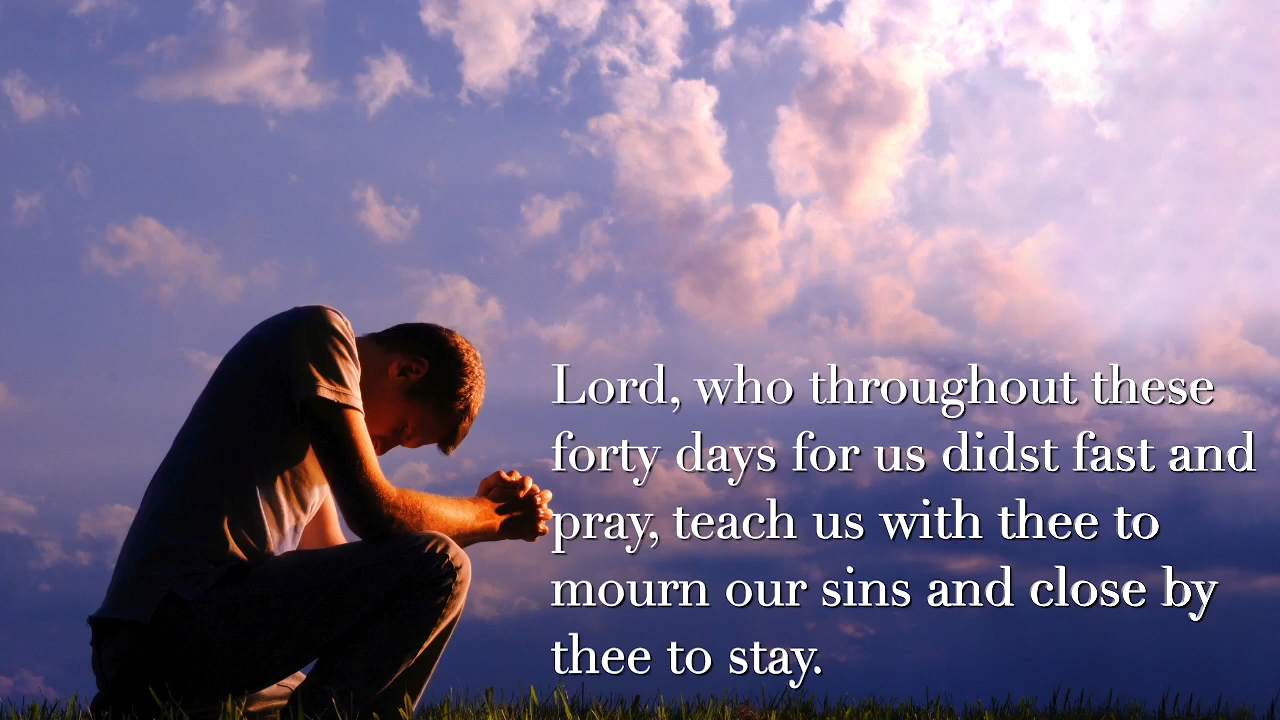 Lord, who throughout these
forty days for us didst fast and
pray, teach us with thee to
mourn our sins and close by
thee to stay.